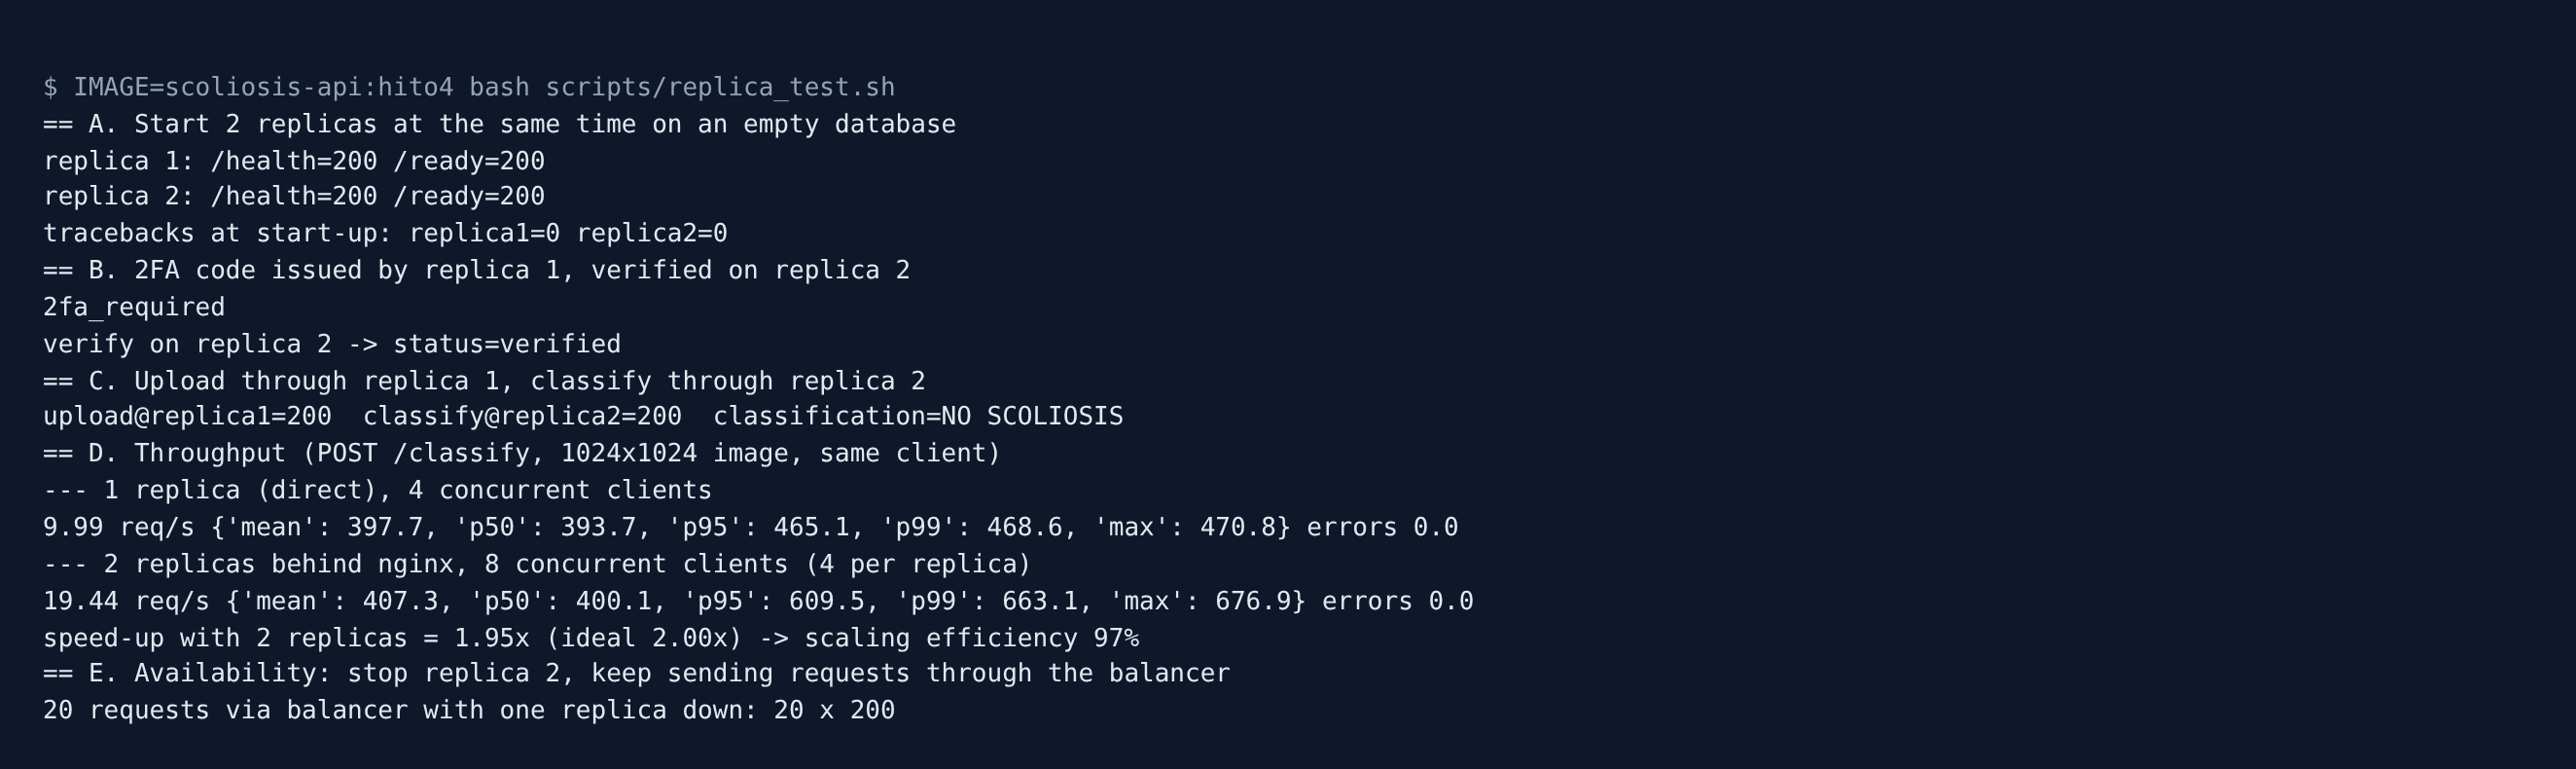 $ IMAGE=scoliosis-api:hito4 bash scripts/replica_test.sh
== A. Start 2 replicas at the same time on an empty database
replica 1: /health=200 /ready=200
replica 2: /health=200 /ready=200
tracebacks at start-up: replica1=0 replica2=0
== B. 2FA code issued by replica 1, verified on replica 2
2fa_required
verify on replica 2 -> status=verified
== C. Upload through replica 1, classify through replica 2
upload@replica1=200  classify@replica2=200  classification=NO SCOLIOSIS
== D. Throughput (POST /classify, 1024x1024 image, same client)
--- 1 replica (direct), 4 concurrent clients
9.99 req/s {'mean': 397.7, 'p50': 393.7, 'p95': 465.1, 'p99': 468.6, 'max': 470.8} errors 0.0
--- 2 replicas behind nginx, 8 concurrent clients (4 per replica)
19.44 req/s {'mean': 407.3, 'p50': 400.1, 'p95': 609.5, 'p99': 663.1, 'max': 676.9} errors 0.0
speed-up with 2 replicas = 1.95x (ideal 2.00x) -> scaling efficiency 97%
== E. Availability: stop replica 2, keep sending requests through the balancer
20 requests via balancer with one replica down: 20 x 200